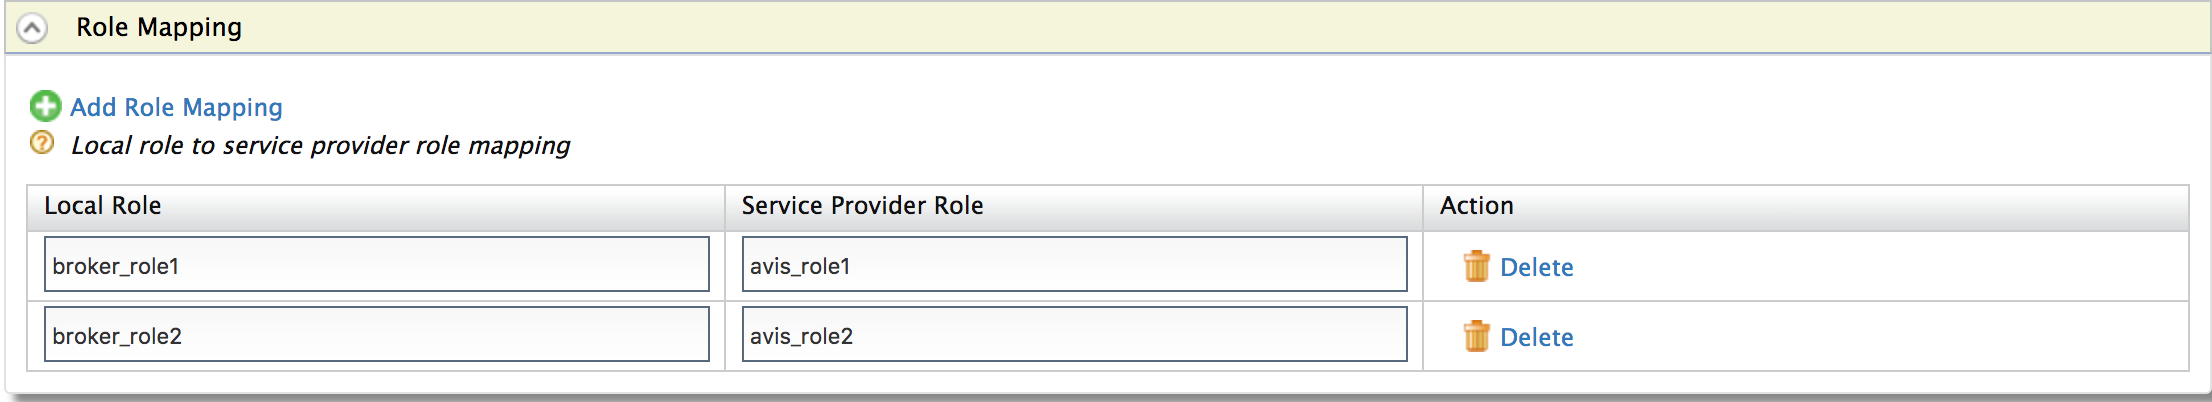 Role Mapping
Add Role Mapping
Local role to service provider role mapping
Local Role Service Provider Role Action
broker_role1 avis_role1 Delete
broker_role2 avis_role2 Delete